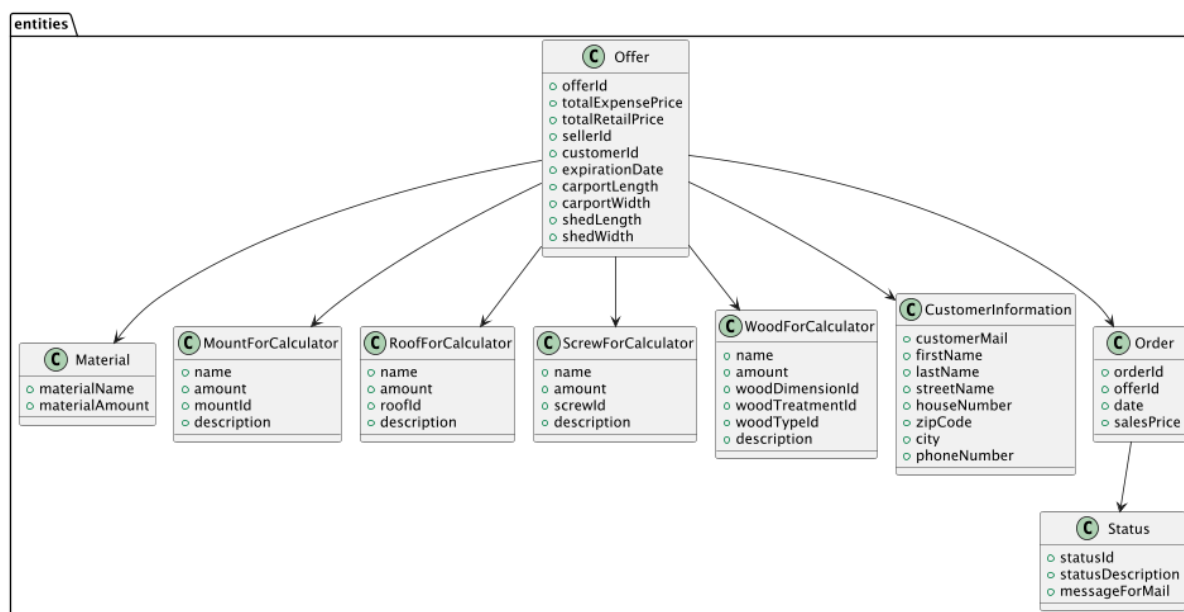 entities
C Offer
offerId
totalExpensePrice
totalRetailPrice
sellerId
customerId
expirationDate
carportLength
carportWidth
shedLength
shedWidth
C Material
materialName
materialAmount
C MountForCalculator
name
amount
mountId
description
C RoofForCalculator
name
amount
roofId
description
C ScrewForCalculator
name
amount
screwId
description
C WoodForCalculator
name
amount
woodDimensionId
woodTreatmentId
woodTypeId
description
C CustomerInformation
customerMail
firstName
lastName
streetName
houseNumber
zipCode
city
phoneNumber
C Order
orderId
offerId
date
salesPrice
C Status
statusId
statusDescription
messageForMail